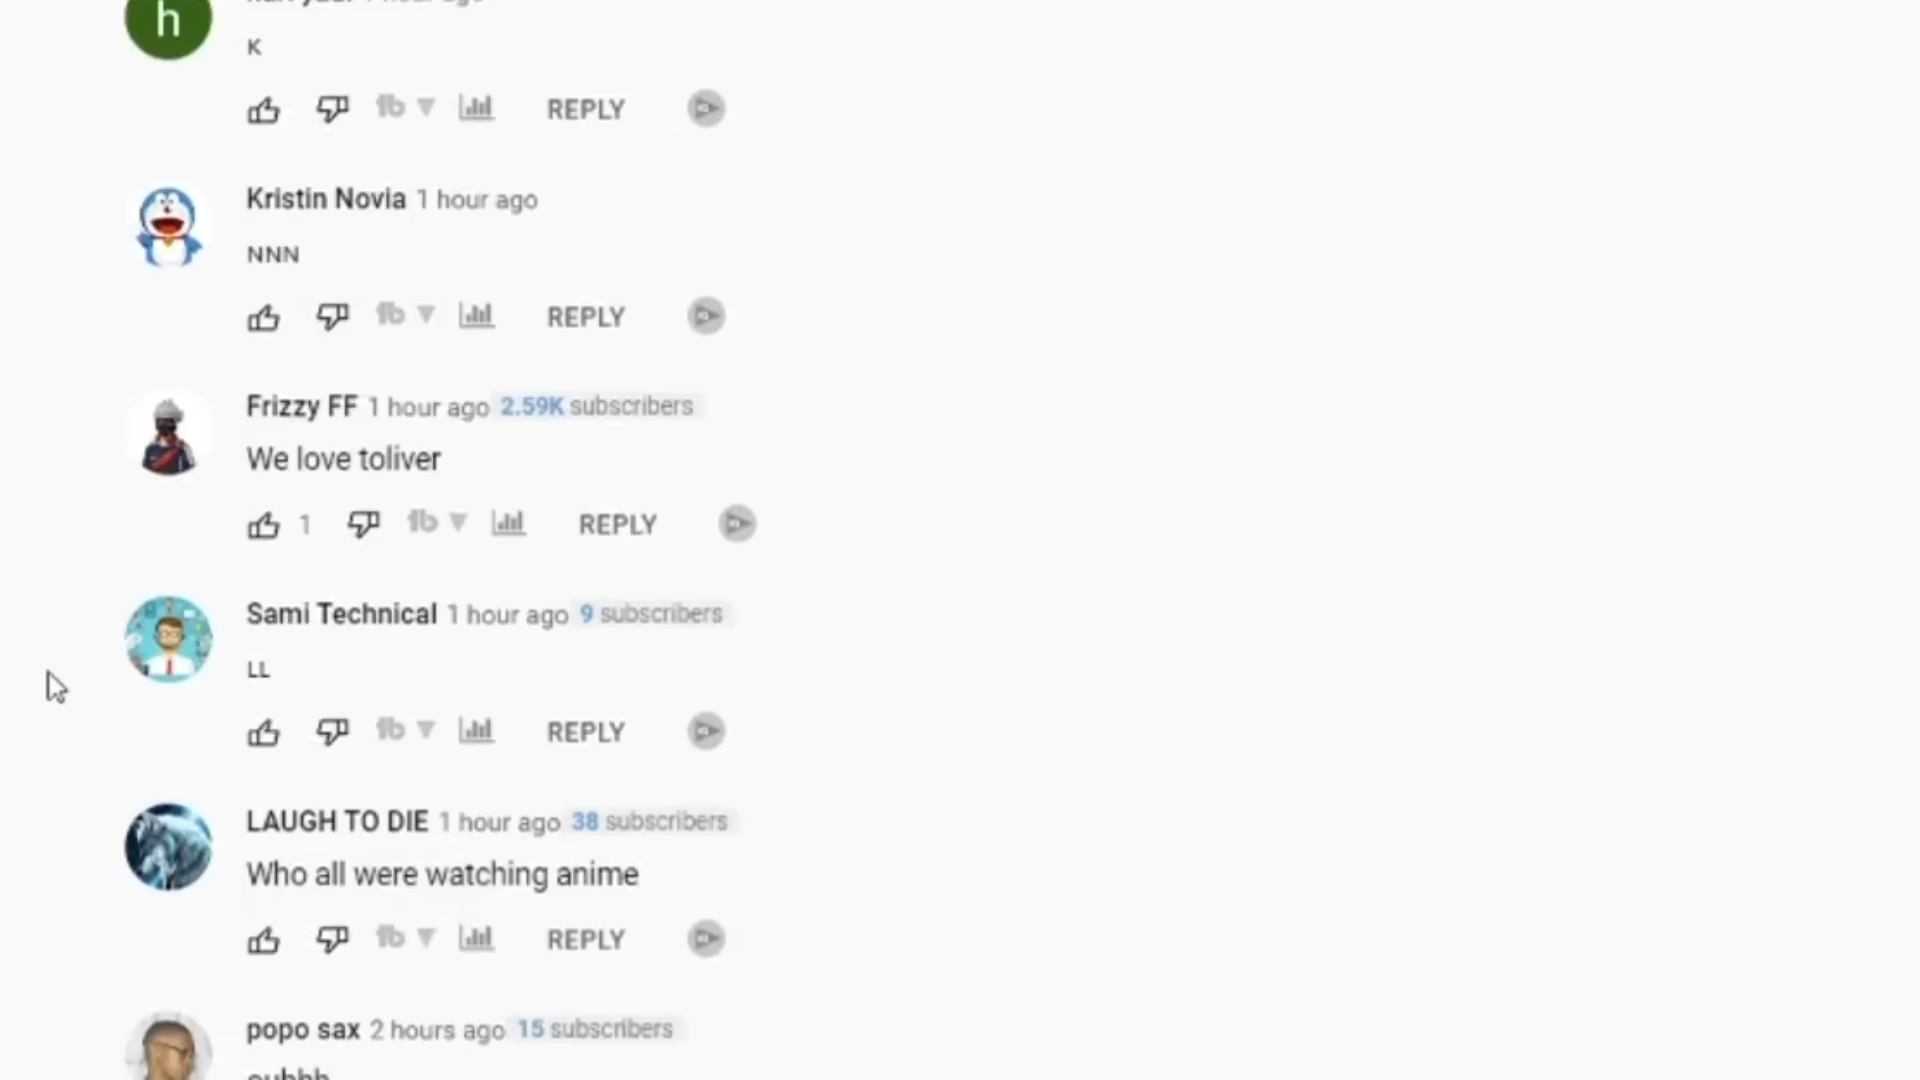 h
K
REPLY
Kristin Novia 1 hour ago
NNN
REPLY
Frizzy FF 1 hour ago 2.59K subscribers
We love toliver
1 REPLY
Sami Technical 1 hour ago 9 subscribers
LL
REPLY
LAUGH TO DIE 1 hour ago 38 subscribers
Who all were watching anime
REPLY
popo sax 2 hours ago 15 subscribers